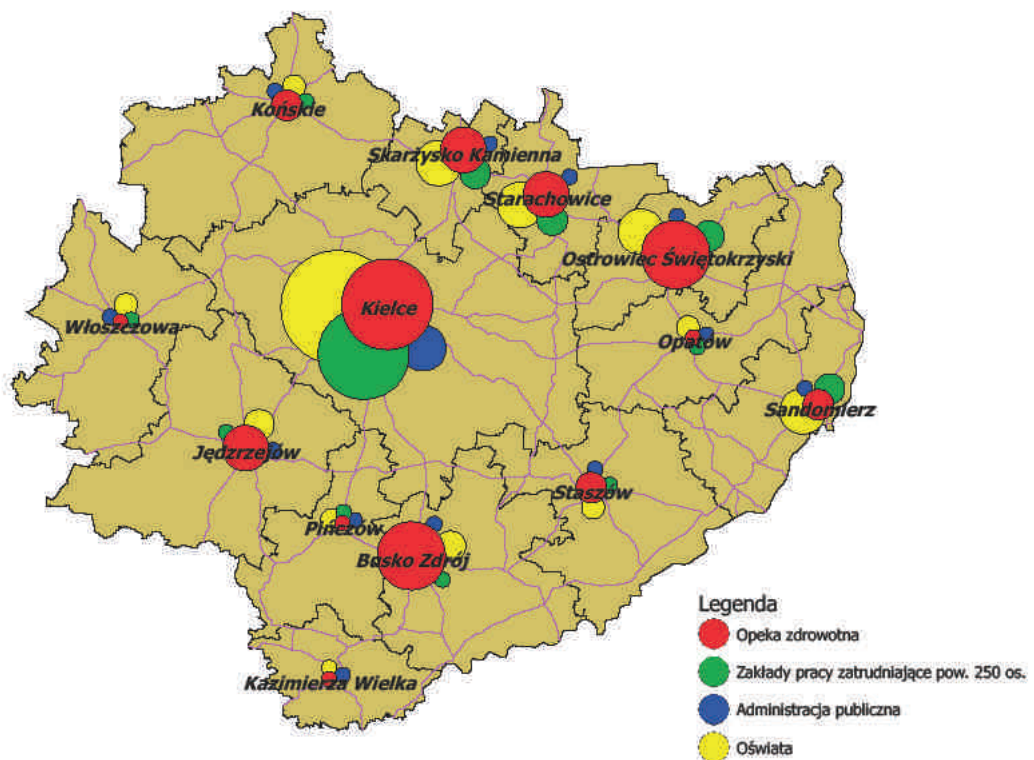 Końskie
Skarżysko Kamienna
Starachowice
Ostrowiec Świętokrzyski
Kielce
Włoszczowa
Opatów
Sandomierz
Jędzrzejów
Staszów
Pińczów
Busko Zdrój
Kazimierza Wielka
Legenda
Opeka zdrowotna
Zakłady pracy zatrudniające pow. 250 os.
Administracja publiczna
Oświata